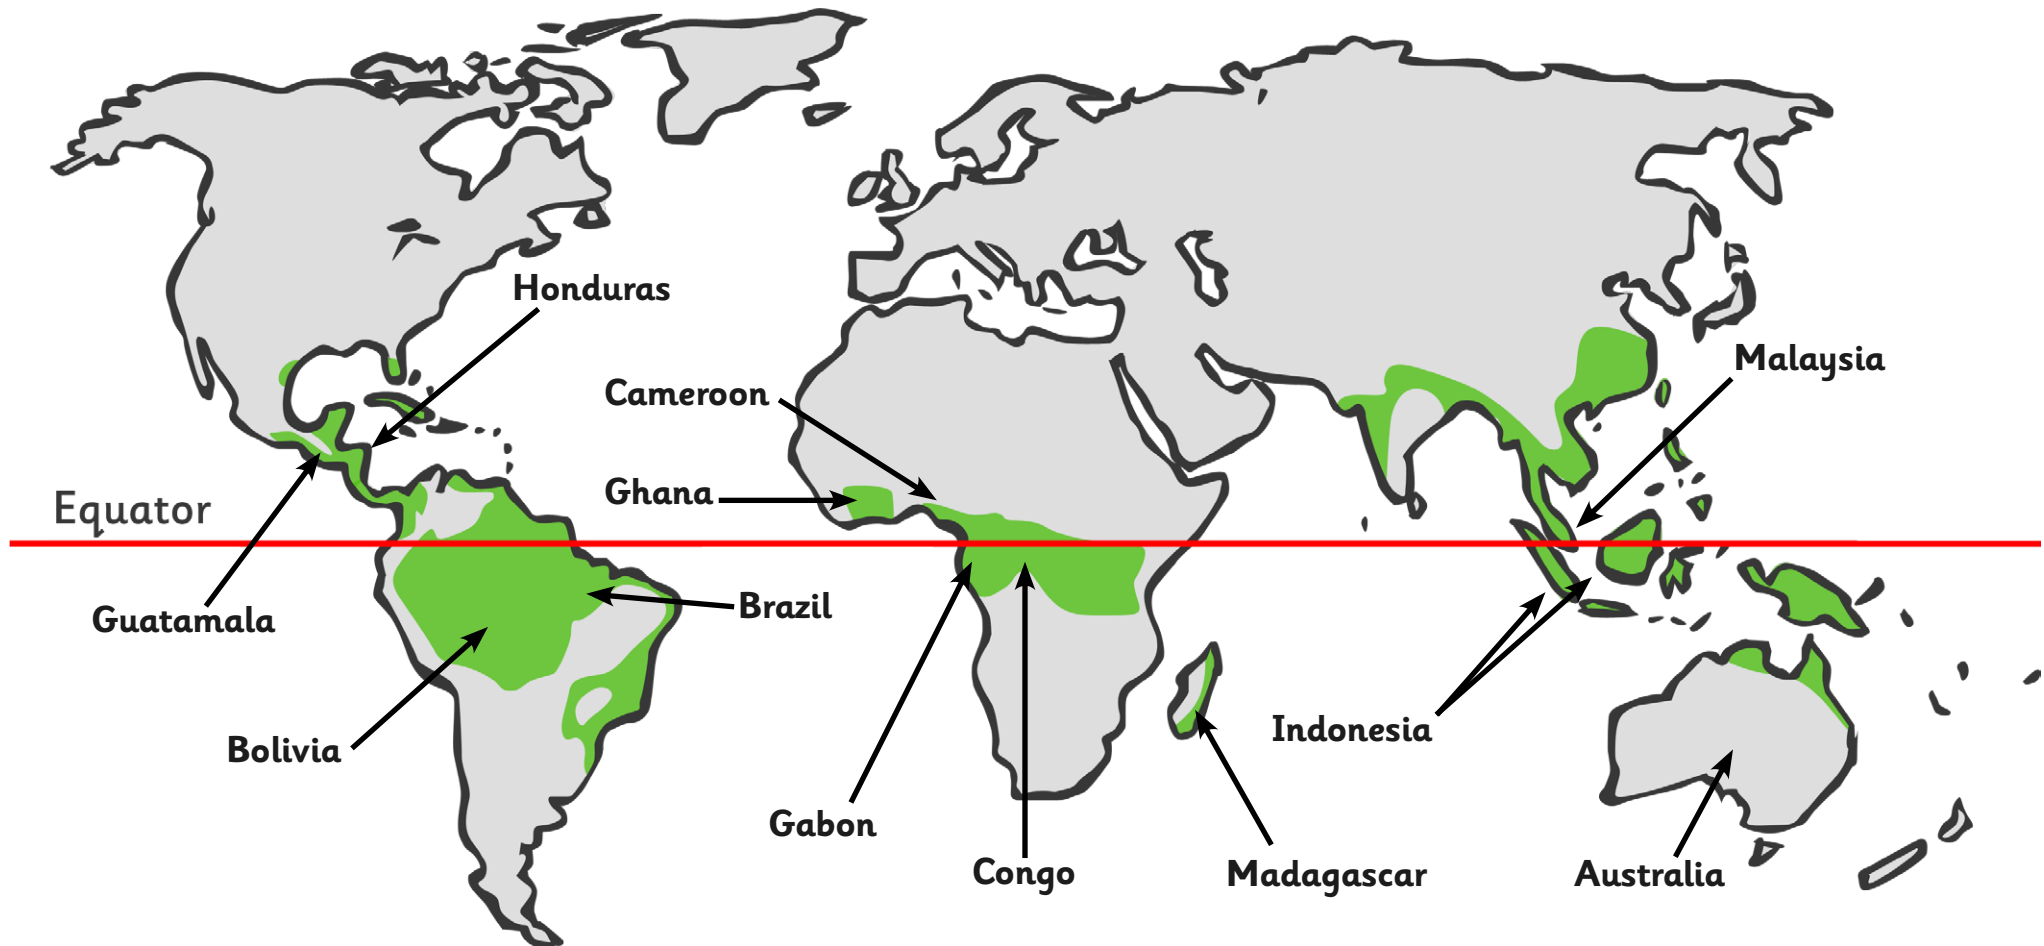 Honduras
Malaysia
Cameroon
Ghana
Equator
Guatamala
Brazil
Bolivia
Indonesia
Gabon
Congo
Madagascar
Australia